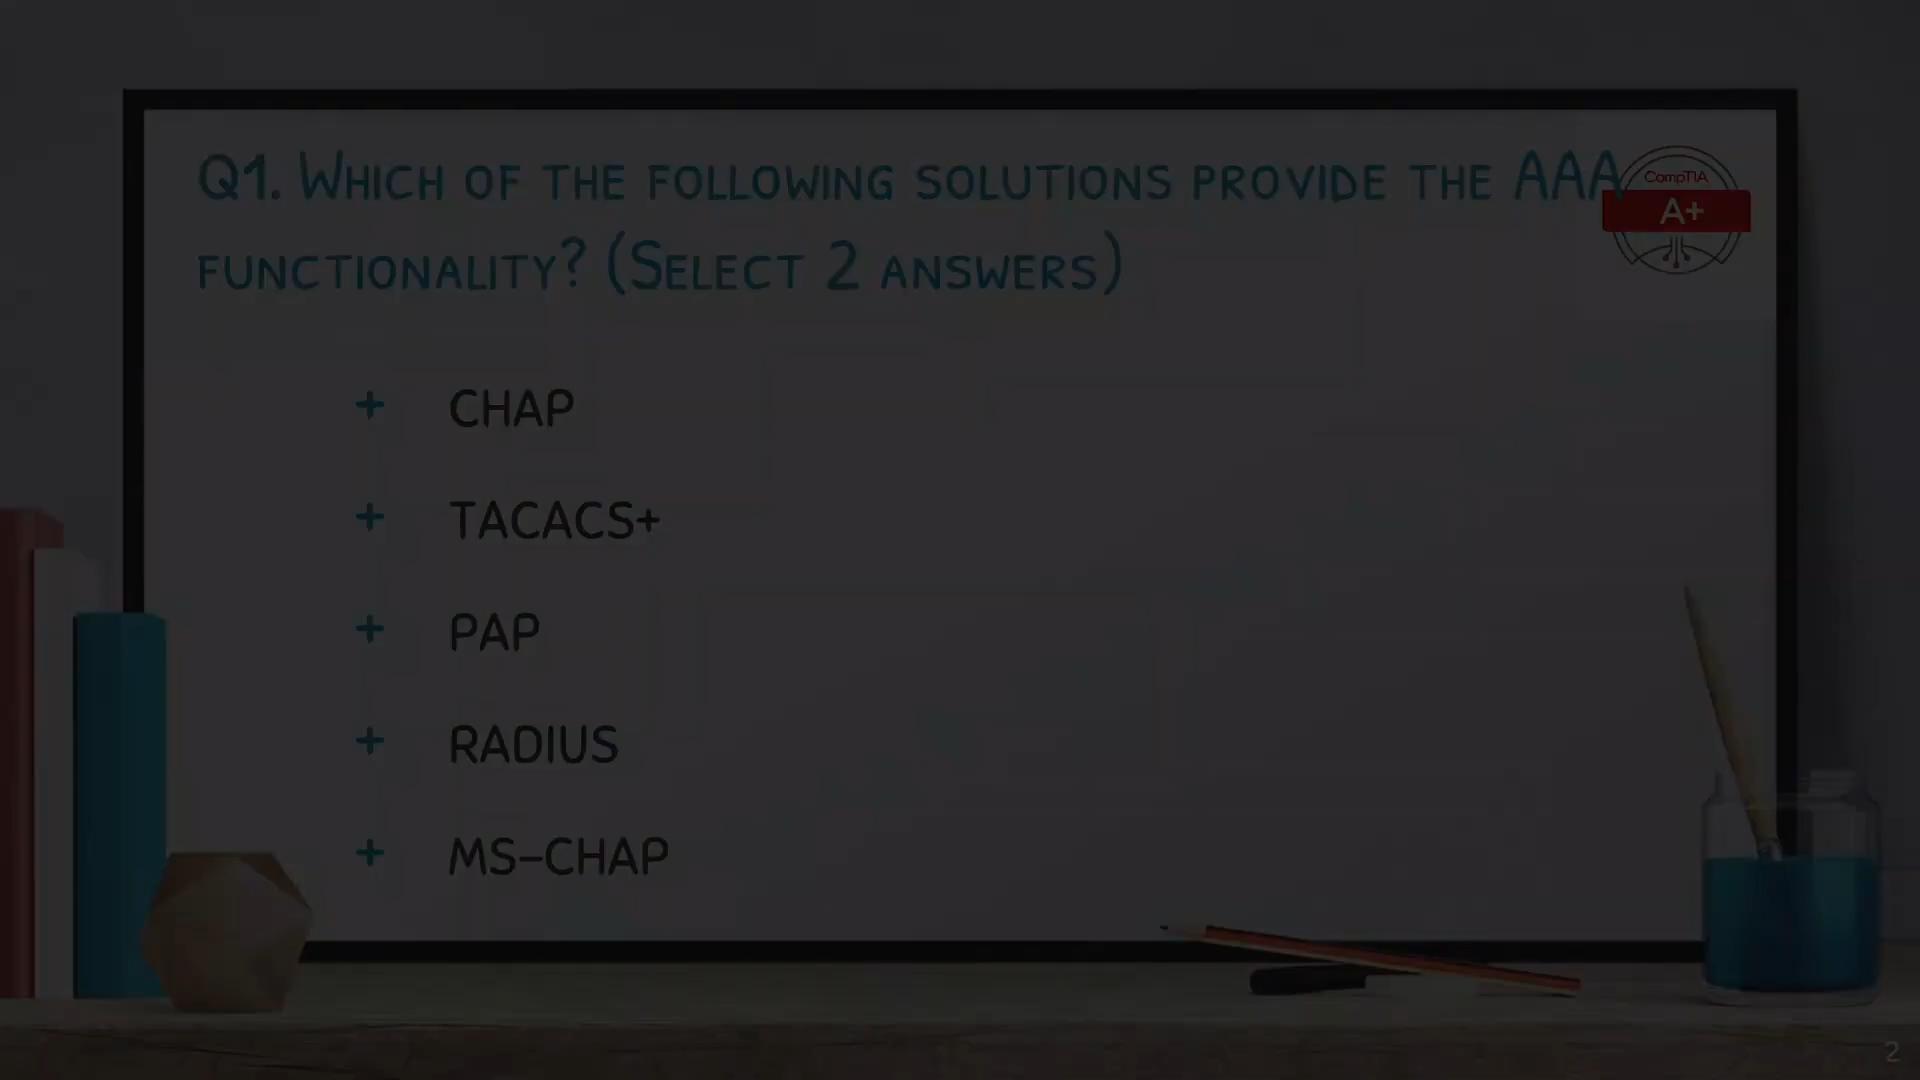 Q1. Which of the following solutions provide the AAA
functionality? (Select 2 answers)
CompTIA
A+
+ CHAP
+ TACACS+
+ PAP
+ RADIUS
+ MS-CHAP
2